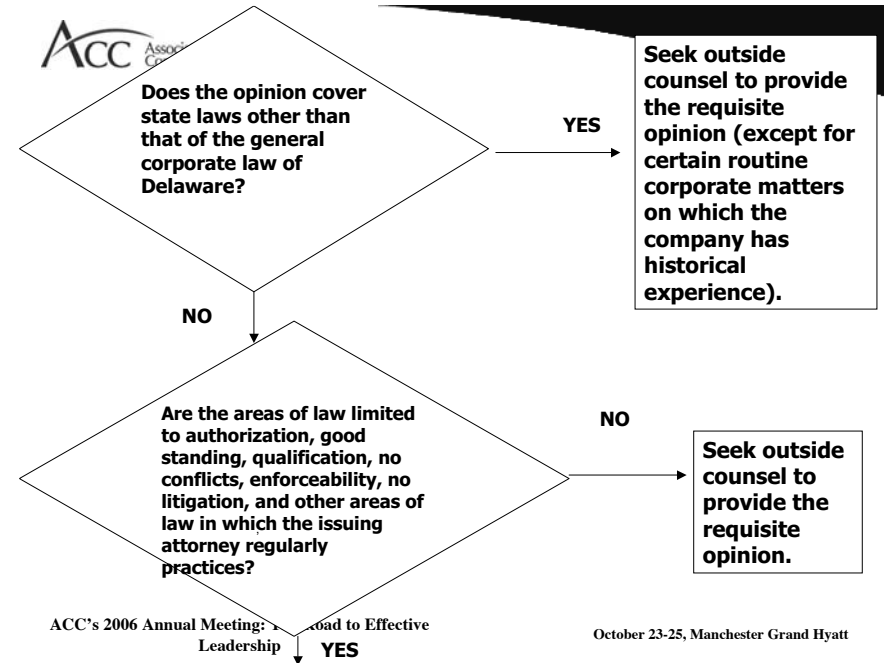 ACC
Does the opinion cover
state laws other than
that of the general
corporate law of
Delaware?
YES
Seek outside
counsel to provide
the requisite
opinion (except for
certain routine
corporate matters
on which the
company has
historical
experience).
NO
Are the areas of law limited
to authorization, good
standing, qualification, no
conflicts, enforceability, no
litigation, and other areas of
law in which the issuing
attorney regularly
practices?
NO
Seek outside
counsel to
provide the
requisite
opinion.
ACC's 2006 Annual Meeting: to Effective
Leadership
YES
October 23-25, Manchester Grand Hyatt